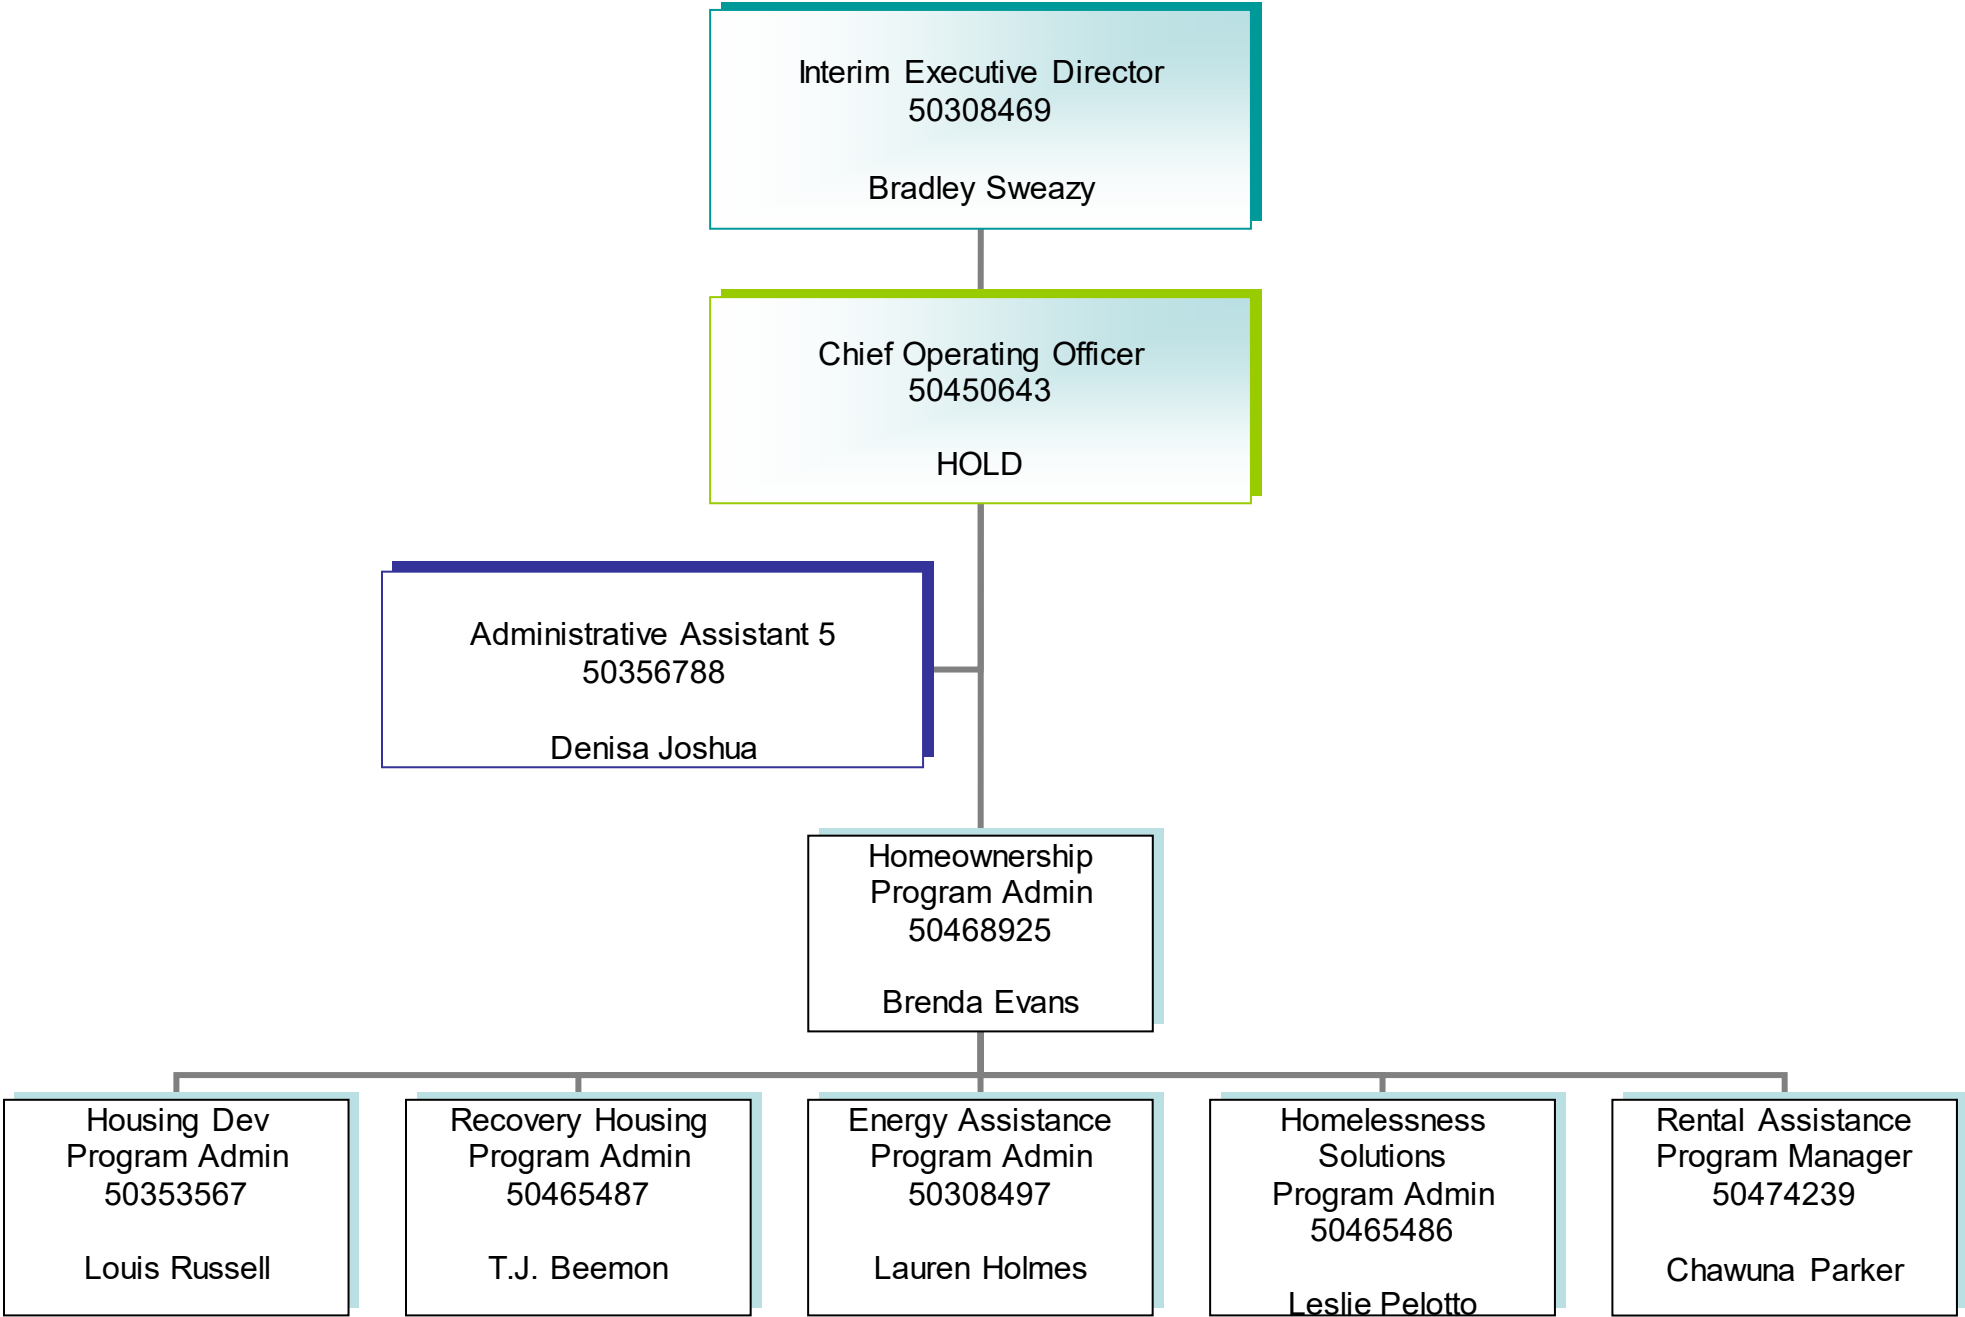 Interim Executive Director
50308469
Bradley Sweazy
Chief Operating Officer
50450643
HOLD
Administrative Assistant 5
50356788
Denisa Joshua
Homeownership
Program Admin
50468925
Brenda Evans
Housing Dev
Program Admin
50353567
Louis Russell
Recovery Housing
Program Admin
50465487
T.J. Beemon
Energy Assistance
Program Admin
50308497
Lauren Holmes
Homelessness
Solutions
Program Admin
50465486
Leslie Pelotto
Rental Assistance
Program Manager
50474239
Chawuna Parker